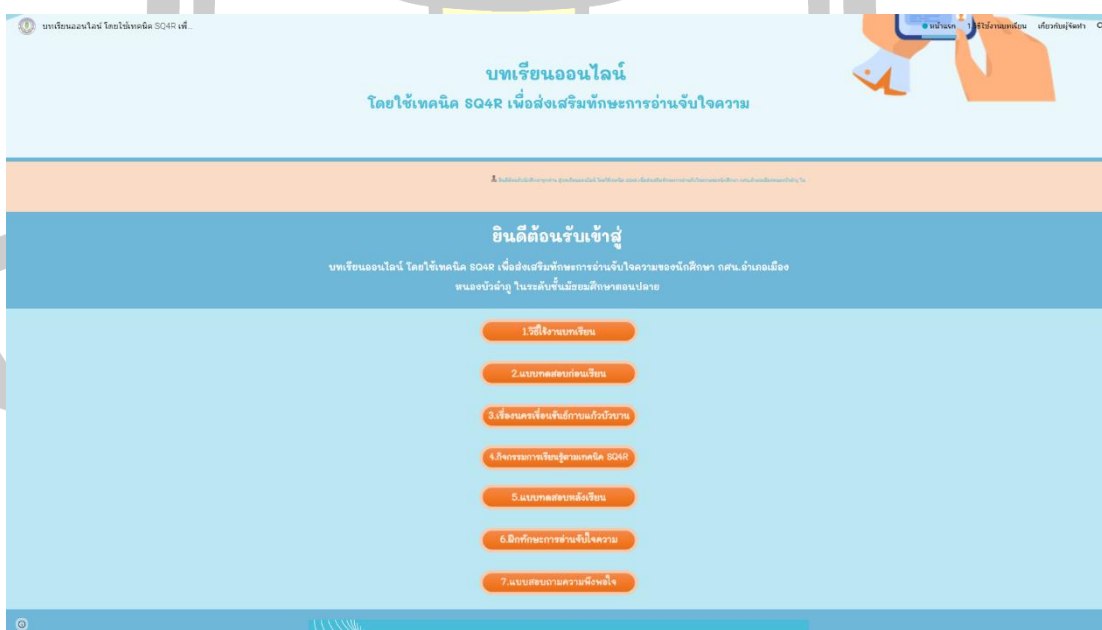 บทเรียนออนไลน์ โดยใช้เทคนิค SQ4R เพื่...
หน้าแรก 1.วิธีใช้งานบทเรียน เกี่ยวกับผู้จัดทำ
บทเรียนออนไลน์
โดยใช้เทคนิค SQ4R เพื่อส่งเสริมทักษะการอ่านจับใจความ
ยินดีต้อนรับเข้าสู่
บทเรียนออนไลน์ โดยใช้เทคนิค SQ4R เพื่อส่งเสริมทักษะการอ่านจับใจความของนักศึกษา กศน.อำเภอเมือง
หนองบัวลำภู ในระดับชั้นมัธยมศึกษาตอนปลาย
1.วิธีใช้งานบทเรียน
2.แบบทดสอบก่อนเรียน
3.เรื่องนครเขื่อนขันธ์กาบแก้วบัวบาน
4.กิจกรรมการเรียนรู้ตามเทคนิค SQ4R
5.แบบทดสอบหลังเรียน
6.ฝึกทักษะการอ่านจับใจความ
7.แบบสอบถามความพึงพอใจ